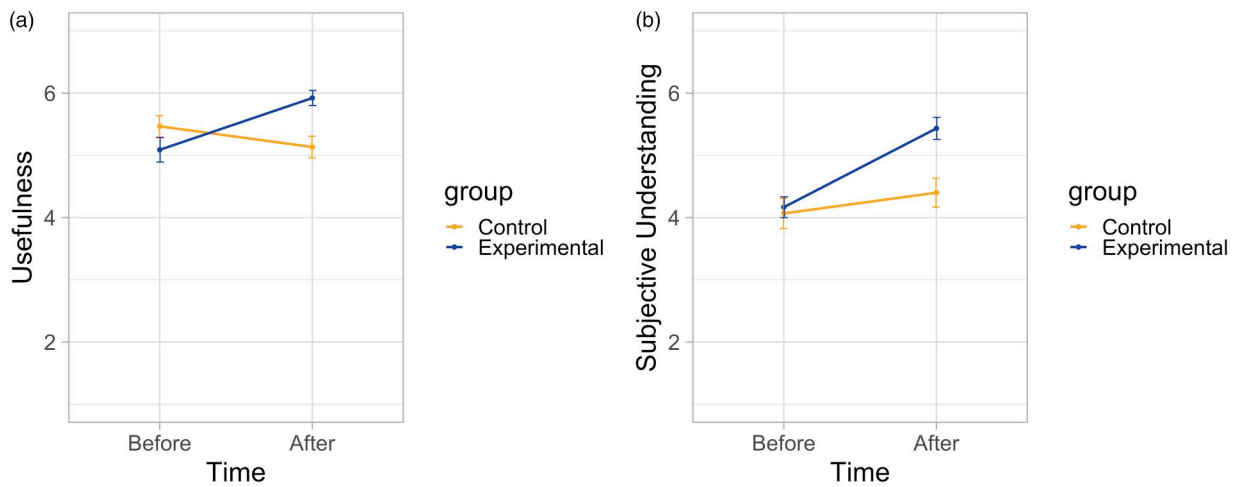 (a)
Usefulness
6
4
2
Before After
Time
group
Control
Experimental
(b)
Subjective Understanding
6
4
2
Before After
Time
group
Control
Experimental